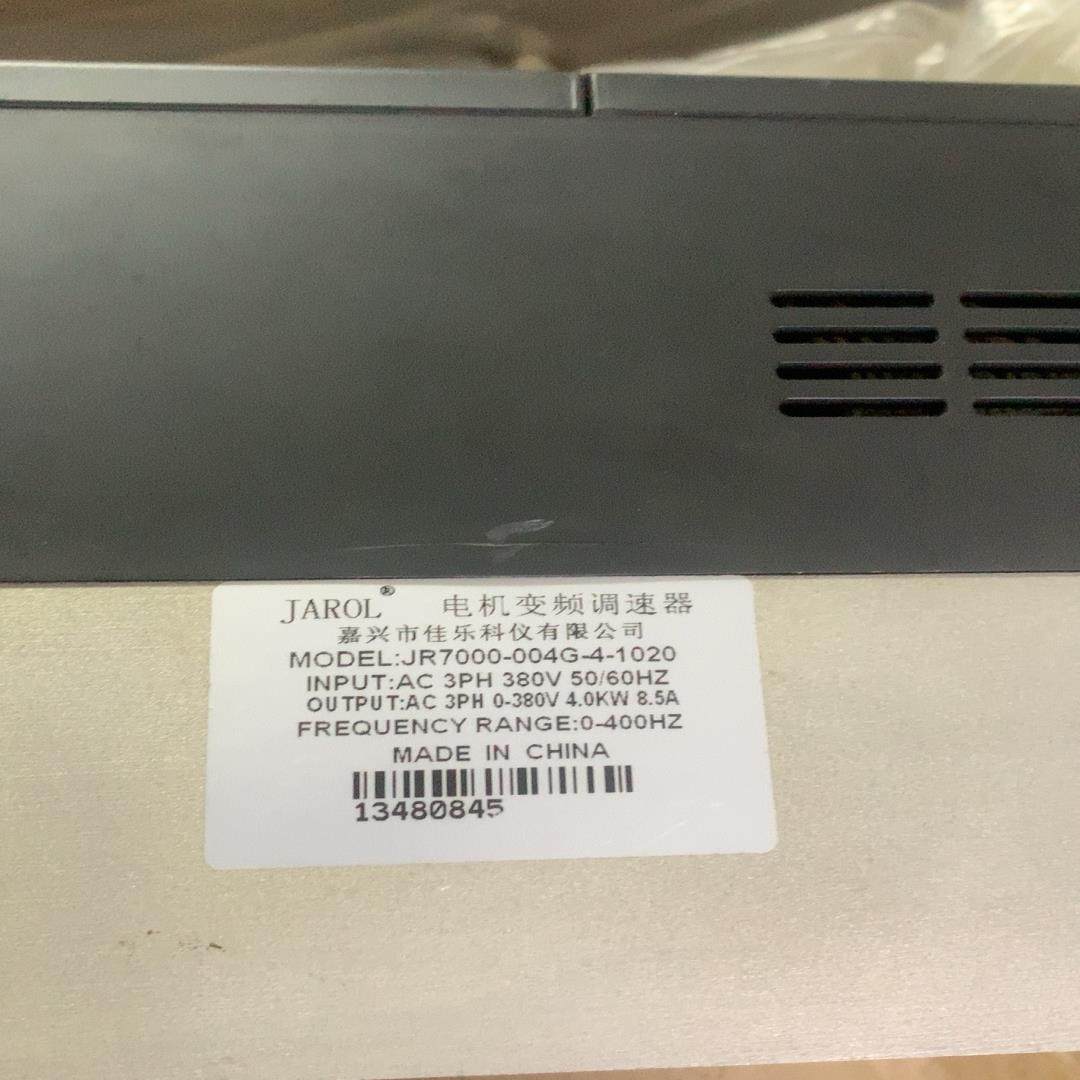 JAROL® 电机变频调速器
嘉兴市佳乐科仪有限公司
MODEL:JR7000-004G-4-1020
INPUT:AC 3PH 380V 50/60HZ
OUTPUT:AC 3PH 0-380V 4.0KW 8.5A
FREQUENCY RANGE:0-400HZ
MADE IN CHINA
13480845